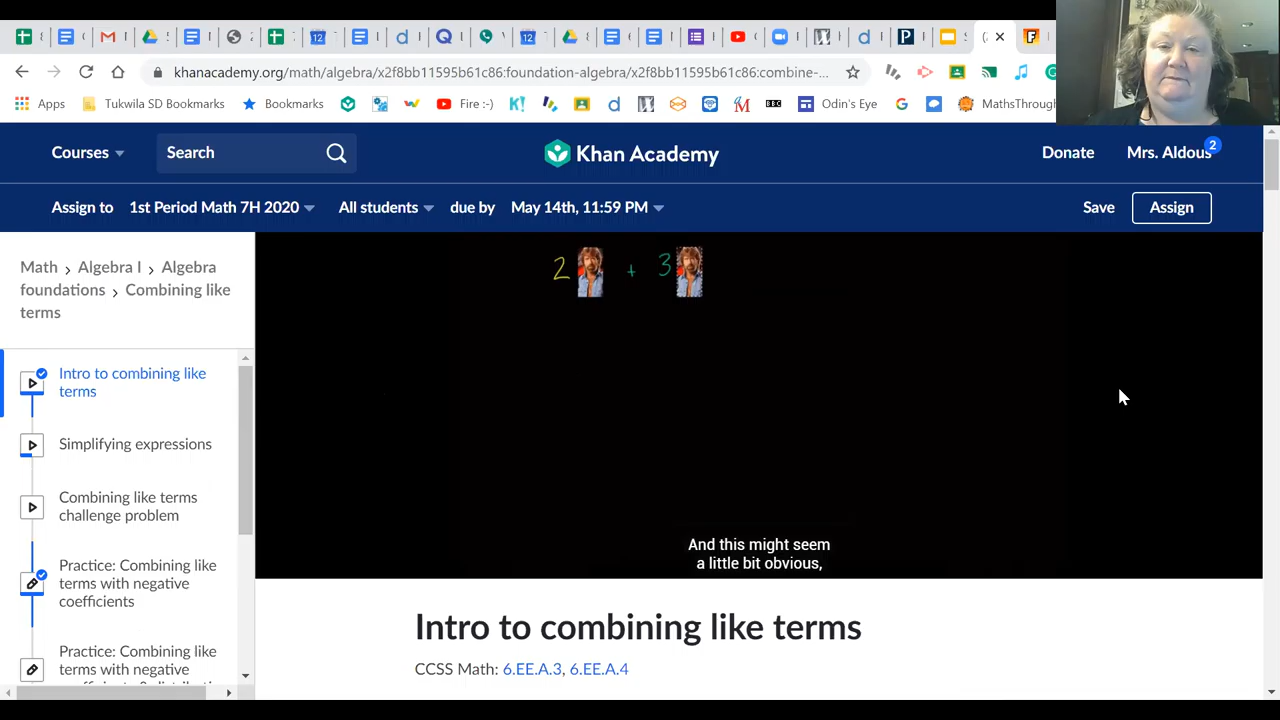 khanacademy.org/math/algebra/x2f8bb11595b61c86:foundation-algebra/x2f8bb11595b61c86:combine-...
Apps Tukwila SD Bookmarks Bookmarks Fire :-) K! BBC Odin's Eye MathsThrough
Courses Search Khan Academy Donate Mrs. Aldous 2
Assign to 1st Period Math 7H 2020 All students due by May 14th, 11:59 PM Save Assign
Math > Algebra I > Algebra
foundations > Combining like
terms
2 + 3
Intro to combining like
terms
Simplifying expressions
Combining like terms
challenge problem
Practice: Combining like
terms with negative
coefficients
Practice: Combining like
terms with negative
And this might seem
a little bit obvious,
Intro to combining like terms
CCSS Math: 6.EE.A.3, 6.EE.A.4